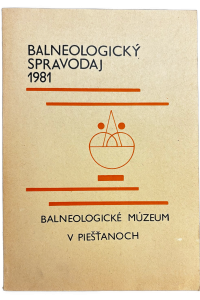 BALNEOLOGICKÝ
SPRAVODAJ
1981
BALNEOLOGICKÉ MÚZEUM
V PIEŠŤANOCH